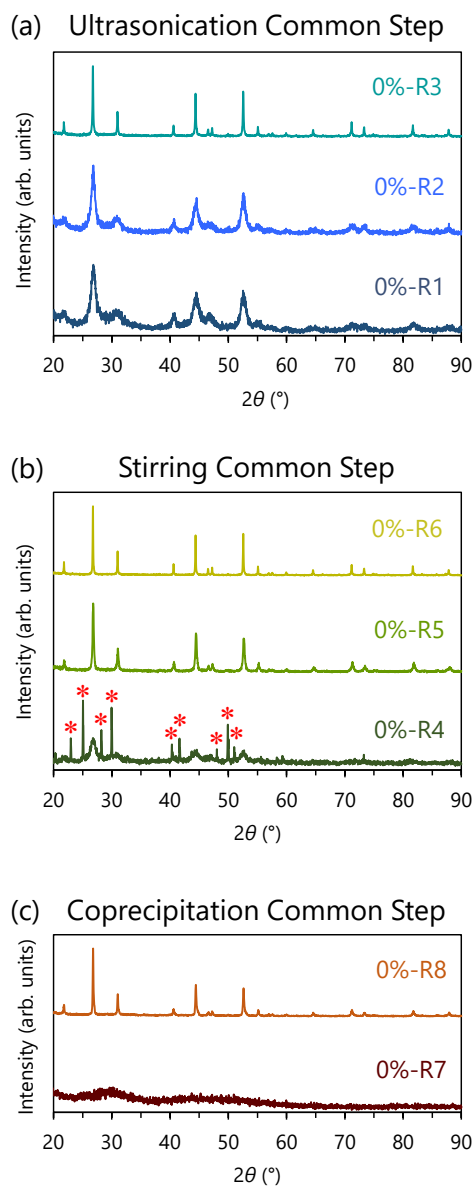 (a) Ultrasonication Common Step
Intensity (arb. units)
0%-R3
0%-R2
0%-R1
20 30 40 50 60 70 80 90
2θ (°)
(b) Stirring Common Step
Intensity (arb. units)
0%-R6
0%-R5
* * * * * * * * *
0%-R4
20 30 40 50 60 70 80 90
2θ (°)
(c) Coprecipitation Common Step
Intensity (arb. units)
0%-R8
0%-R7
20 30 40 50 60 70 80 90
2θ (°)